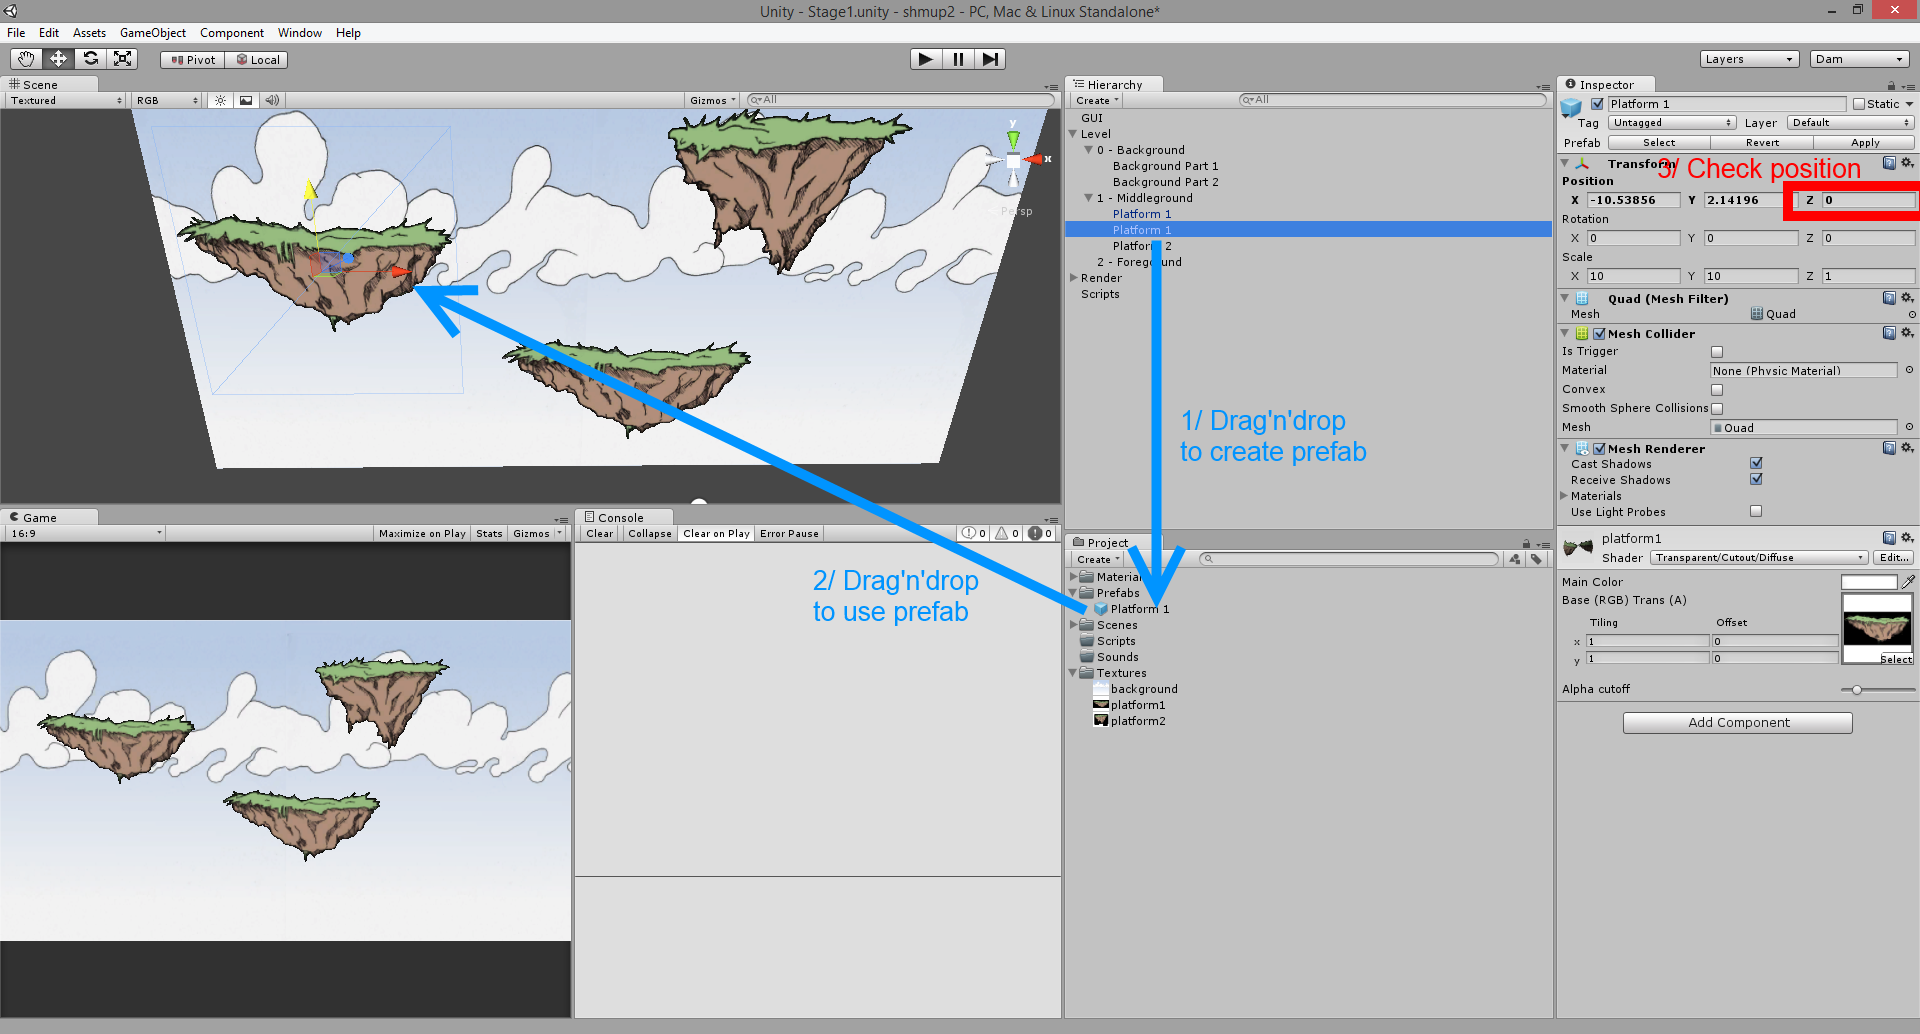 Unity - Stage1.unity - shmup2 - PC, Mac & Linux Standalone*
File Edit Assets GameObject Component Window Help
Pivot Local Layers Dam
Scene
Textured RGB Gizmos All
y
x
Persp
Hierarchy
Create All
GUI
Level
0 - Background
Background Part 1
Background Part 2
1 - Middleground
Platform 1
Platform 1
Platform 2
2 - Foreground
Render
Scripts
1/ Drag'n'drop
to create prefab
Game
16:9 Maximize on Play Stats Gizmos
Console
Clear Collapse Clear on Play Error Pause 0 0 0
2/ Drag'n'drop
to use prefab
Project
Create
Material
Prefabs
Platform 1
Scenes
Scripts
Sounds
Textures
background
platform1
platform2
Inspector
Platform 1 Static
Tag Untagged Layer Default
Prefab Select Revert Apply
Transform
3/ Check position
Position
X -10.53856 Y 2.14196 Z 0
Rotation
X 0 Y 0 Z 0
Scale
X 10 Y 10 Z 1
Quad (Mesh Filter)
Mesh Quad
Mesh Collider
Is Trigger
Material None (Physic Material)
Convex
Smooth Sphere Collisions
Mesh Quad
Mesh Renderer
Cast Shadows
Receive Shadows
Materials
Use Light Probes
platform1
Shader Transparent/Cutout/Diffuse Edit...
Main Color
Base (RGB) Trans (A)
Tiling Offset
x 1 0
y 1 0
Select
Alpha cutoff
Add Component